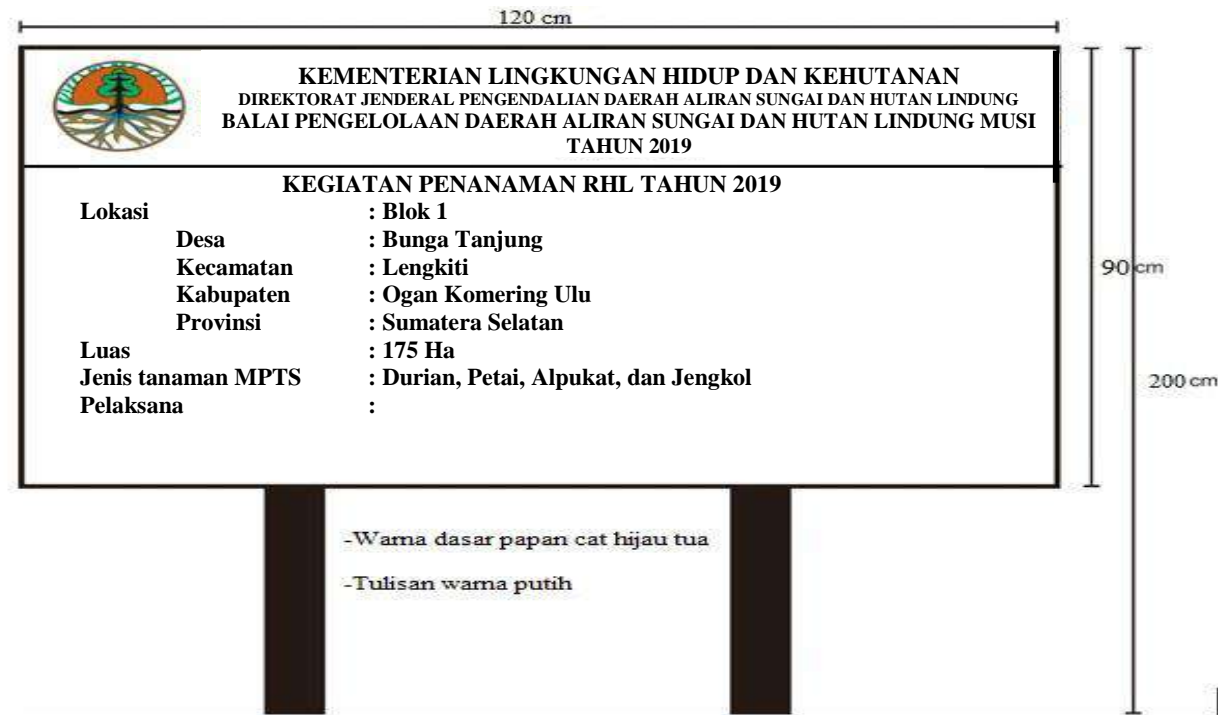 120 cm
KEMENTERIAN LINGKUNGAN HIDUP DAN KEHUTANAN
DIREKTORAT JENDERAL PENGENDALIAN DAERAH ALIRAN SUNGAI DAN HUTAN LINDUNG
BALAI PENGELOLAAN DAERAH ALIRAN SUNGAI DAN HUTAN LINDUNG MUSI
TAHUN 2019
KEGIATAN PENANAMAN RHL TAHUN 2019
Lokasi : Blok 1
Desa : Bunga Tanjung
Kecamatan : Lengkiti
Kabupaten : Ogan Komering Ulu
Provinsi : Sumatera Selatan
Luas : 175 Ha
Jenis tanaman MPTS : Durian, Petai, Alpukat, dan Jengkol
Pelaksana :
90 cm
200 cm
-Warna dasar papan cat hijau tua
-Tulisan warna putih